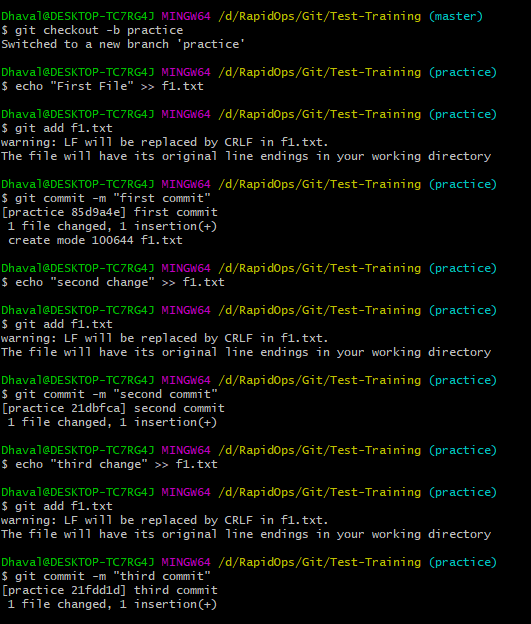 Dhaval@DESKTOP-TC7RG4J MINGW64 /d/RapidOps/Git/Test-Training (master)
$ git checkout -b practice
Switched to a new branch 'practice'
Dhaval@DESKTOP-TC7RG4J MINGW64 /d/RapidOps/Git/Test-Training (practice)
$ echo "First File" >> f1.txt
Dhaval@DESKTOP-TC7RG4J MINGW64 /d/RapidOps/Git/Test-Training (practice)
$ git add f1.txt
warning: LF will be replaced by CRLF in f1.txt.
The file will have its original line endings in your working directory
Dhaval@DESKTOP-TC7RG4J MINGW64 /d/RapidOps/Git/Test-Training (practice)
$ git commit -m "first commit"
[practice 85d9a4e] first commit
 1 file changed, 1 insertion(+)
 create mode 100644 f1.txt
Dhaval@DESKTOP-TC7RG4J MINGW64 /d/RapidOps/Git/Test-Training (practice)
$ echo "second change" >> f1.txt
Dhaval@DESKTOP-TC7RG4J MINGW64 /d/RapidOps/Git/Test-Training (practice)
$ git add f1.txt
warning: LF will be replaced by CRLF in f1.txt.
The file will have its original line endings in your working directory
Dhaval@DESKTOP-TC7RG4J MINGW64 /d/RapidOps/Git/Test-Training (practice)
$ git commit -m "second commit"
[practice 21dbfca] second commit
 1 file changed, 1 insertion(+)
Dhaval@DESKTOP-TC7RG4J MINGW64 /d/RapidOps/Git/Test-Training (practice)
$ echo "third change" >> f1.txt
Dhaval@DESKTOP-TC7RG4J MINGW64 /d/RapidOps/Git/Test-Training (practice)
$ git add f1.txt
warning: LF will be replaced by CRLF in f1.txt.
The file will have its original line endings in your working directory
Dhaval@DESKTOP-TC7RG4J MINGW64 /d/RapidOps/Git/Test-Training (practice)
$ git commit -m "third commit"
[practice 21fdd1d] third commit
 1 file changed, 1 insertion(+)